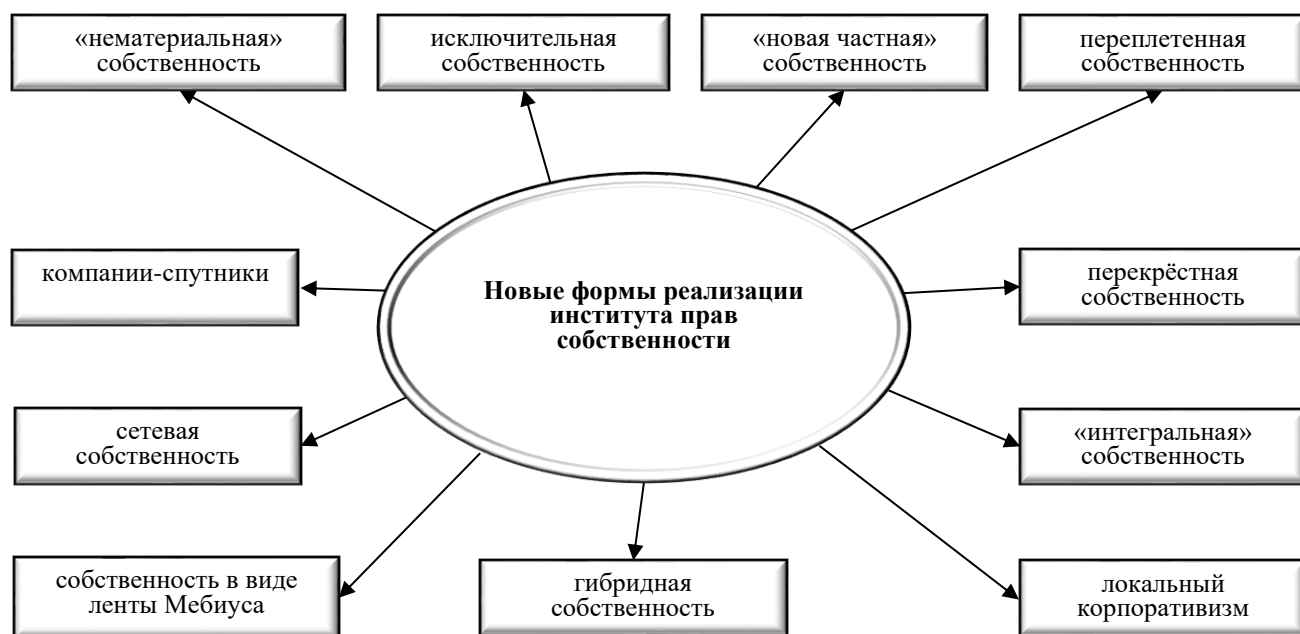 «нематериальная»
собственность
исключительная
собственность
«новая частная»
собственность
переплетенная
собственность
компании-спутники
Новые формы реализации
института прав
собственности
перекрёстная
собственность
сетевая
собственность
«интегральная»
собственность
собственность в виде
ленты Мебиуса
гибридная
собственность
локальный
корпоративизм